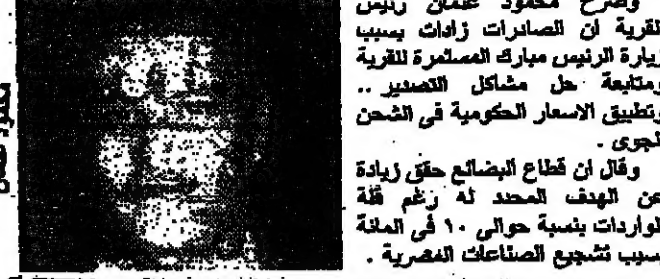 وصرح محمود عثمان رئيس
القرية ان الصادرات زادات بسبب
زيارة الرئيس مبارك المستمرة للقرية
ومتابعة حل مشاكل التصدير ..
وتطبيق الاسعار الحكومية فى الشحن
الجوى .
وقال ان قطاع البضائع حقق زيادة
عن الهدف المحدد له رغم قلة
الواردات بنسبة حوالى ١٠ فى المائة
بسبب تشجيع الصناعات المصرية .
محمود عثمان